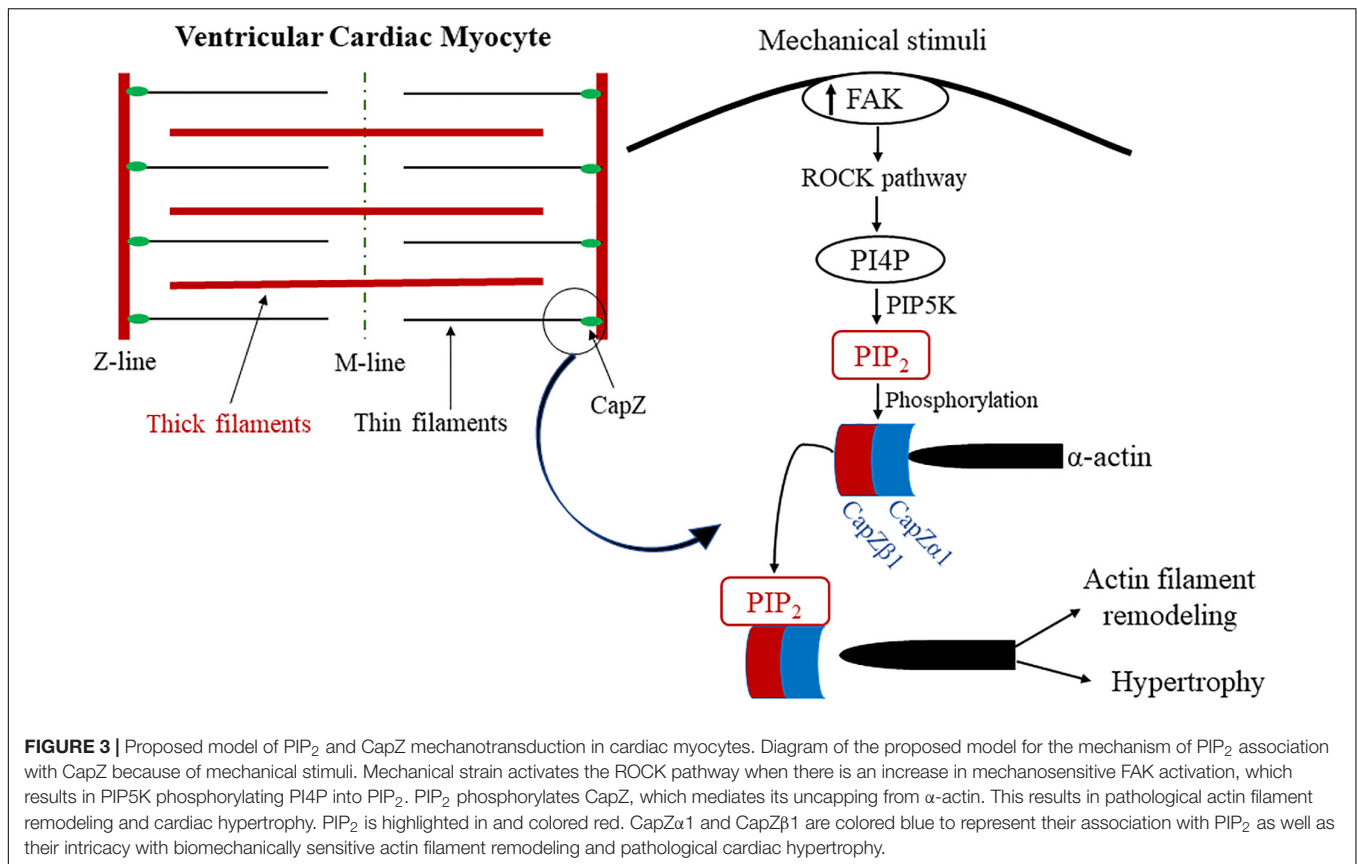 Ventricular Cardiac Myocyte
Z-line
M-line
Thick filaments
Thin filaments
CapZ
Mechanical stimuli
FAK
ROCK pathway
PI4P
PIP5K
PIP₂
Phosphorylation
α-actin
CapZβ1
CapZα1
PIP₂
Actin filament
remodeling
Hypertrophy
FIGURE 3 | Proposed model of PIP₂ and CapZ mechanotransduction in cardiac myocytes. Diagram of the proposed model for the mechanism of PIP₂ association
with CapZ because of mechanical stimuli. Mechanical strain activates the ROCK pathway when there is an increase in mechanosensitive FAK activation, which
results in PIP5K phosphorylating PI4P into PIP₂. PIP₂ phosphorylates CapZ, which mediates its uncapping from α-actin. This results in pathological actin filament
remodeling and cardiac hypertrophy. PIP₂ is highlighted in and colored red. CapZα1 and CapZβ1 are colored blue to represent their association with PIP₂ as well as
their intricacy with biomechanically sensitive actin filament remodeling and pathological cardiac hypertrophy.